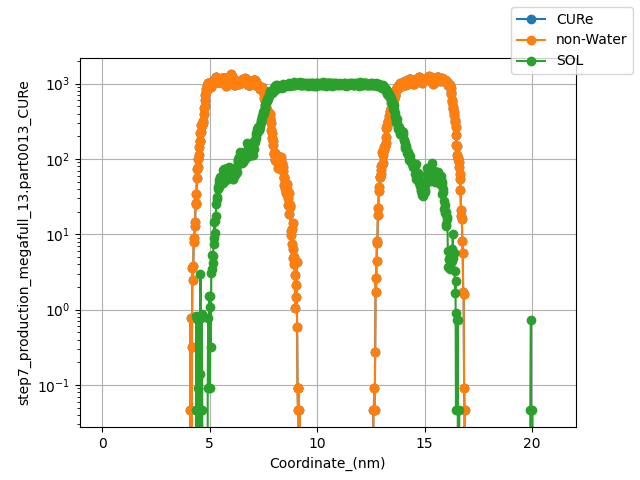 CURe
non-Water
SOL
step7_production_megafull_13.part0013_CURe
10³
10²
10¹
10⁰
10⁻¹
0
5
10
15
20
Coordinate_(nm)